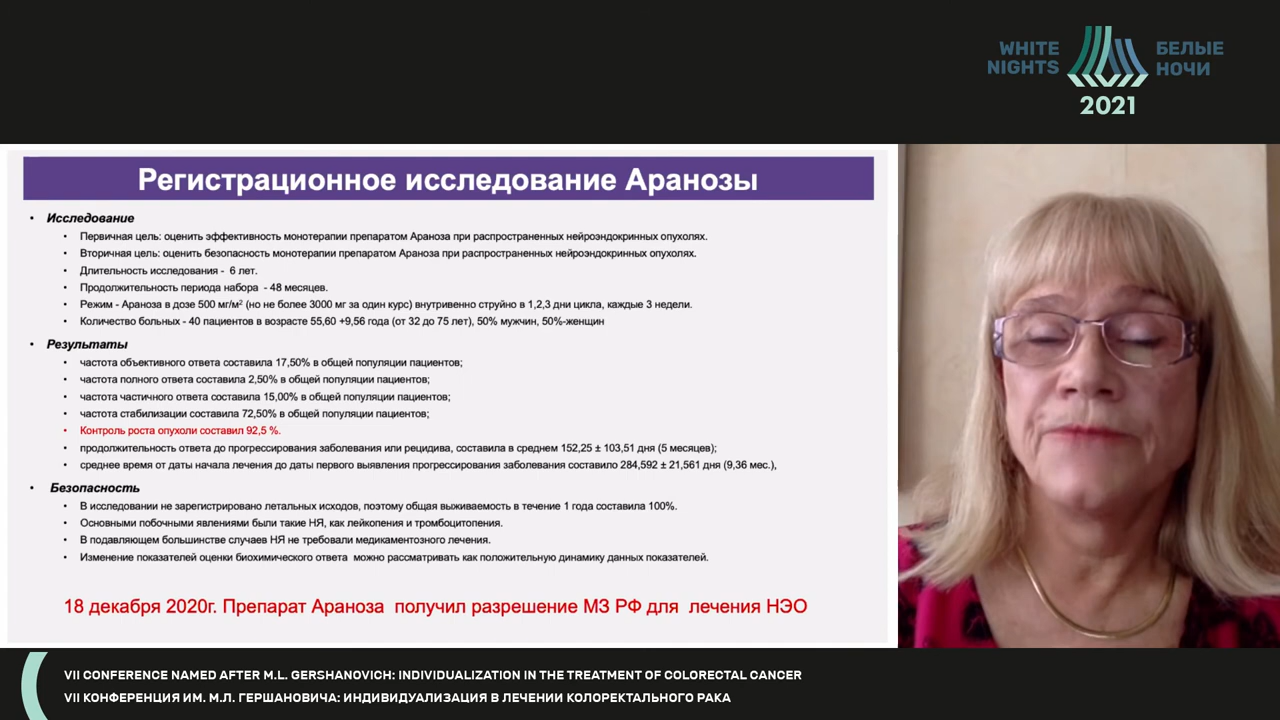 WHITE NIGHTS
БЕЛЫЕ НОЧИ
2021
Регистрационное исследование Аранозы
• Исследование
• Первичная цель: оценить эффективность монотерапии препаратом Араноза при распространенных нейроэндокринных опухолях.
• Вторичная цель: оценить безопасность монотерапии препаратом Араноза при распространенных нейроэндокринных опухолях.
• Длительность исследования - 6 лет.
• Продолжительность периода набора - 48 месяцев.
• Режим - Араноза в дозе 500 мг/м² (но не более 3000 мг за один курс) внутривенно струйно в 1,2,3 дни цикла, каждые 3 недели.
• Количество больных - 40 пациентов в возрасте 55,60 +9,56 года (от 32 до 75 лет), 50% мужчин, 50%-женщин
• Результаты
• частота объективного ответа составила 17,50% в общей популяции пациентов;
• частота полного ответа составила 2,50% в общей популяции пациентов;
• частота частичного ответа составила 15,00% в общей популяции пациентов;
• частота стабилизации составила 72,50% в общей популяции пациентов;
• Контроль роста опухоли составил 92,5 %.
• продолжительность ответа до прогрессирования заболевания или рецидива, составила в среднем 152,25 ± 103,51 дня (5 месяцев);
• среднее время от даты начала лечения до даты первого выявления прогрессирования заболевания составило 284,592 ± 21,561 дня (9,36 мес.),
• Безопасность
• В исследовании не зарегистрировано летальных исходов, поэтому общая выживаемость в течение 1 года составила 100%.
• Основными побочными явлениями были такие НЯ, как лейкопения и тромбоцитопения.
• В подавляющем большинстве случаев НЯ не требовали медикаментозного лечения.
• Изменение показателей оценки биохимического ответа можно рассматривать как положительную динамику данных показателей.
18 декабря 2020г. Препарат Араноза получил разрешение МЗ РФ для лечения НЭО
VII CONFERENCE NAMED AFTER M.L. GERSHANOVICH: INDIVIDUALIZATION IN THE TREATMENT OF COLORECTAL CANCER
VII КОНФЕРЕНЦИЯ ИМ. М.Л. ГЕРШАНОВИЧА: ИНДИВИДУАЛИЗАЦИЯ В ЛЕЧЕНИИ КОЛОРЕКТАЛЬНОГО РАКА